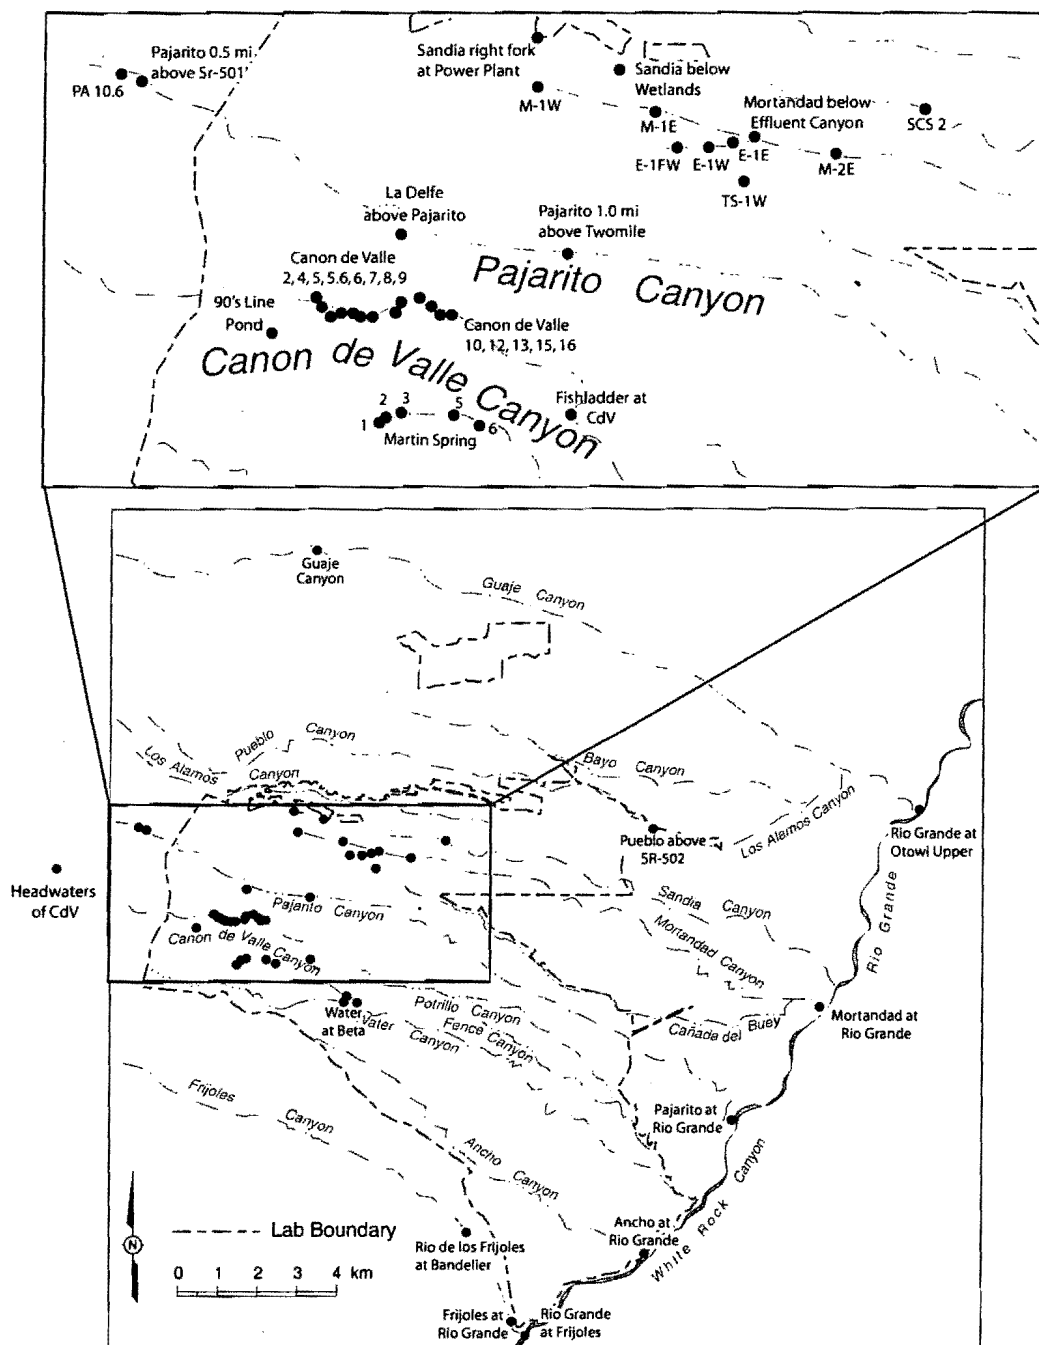 Pajarito 0.5 mi
above Sr-501
PA 10.6
Sandia right fork
at Power Plant
M-1W
Sandia below
Wetlands
M-1E
Mortandad below
Effluent Canyon
SCS 2
E-1FW
E-1W
E-1E
M-2E
TS-1W
La Delfe
above Pajarito
Pajarito 1.0 mi
above Twomile
Pajarito Canyon
Canon de Valle
2, 4, 5, 5.6, 6, 7, 8, 9
90's Line
Pond
Canon de Valle
10, 12, 13, 15, 16
Canon de Valle Canyon
Fishladder at
CdV
1
2
3
5
6
Martin Spring
Guaje
Canyon
Guaje Canyon
Pueblo Canyon
Los Alamos Canyon
Bayo Canyon
Los Alamos Canyon
Pueblo above
SR-502
Rio Grande at
Otowi Upper
Headwaters
of CdV
Pajarito Canyon
Canon de Valle Canyon
Sandia Canyon
Mortandad Canyon
Rio Grande
Water
at Beta
Water Canyon
Potrillo Canyon
Fence Canyon
Cañada del Buey
Mortandad at
Rio Grande
Frijoles Canyon
Pajarito at
Rio Grande
Ancho Canyon
White Rock Canyon
Ancho at
Rio Grande
Lab Boundary
N
Rio de los Frijoles
at Bandelier
0 1 2 3 4 km
Frijoles at
Rio Grande
Rio Grande
at Frijoles